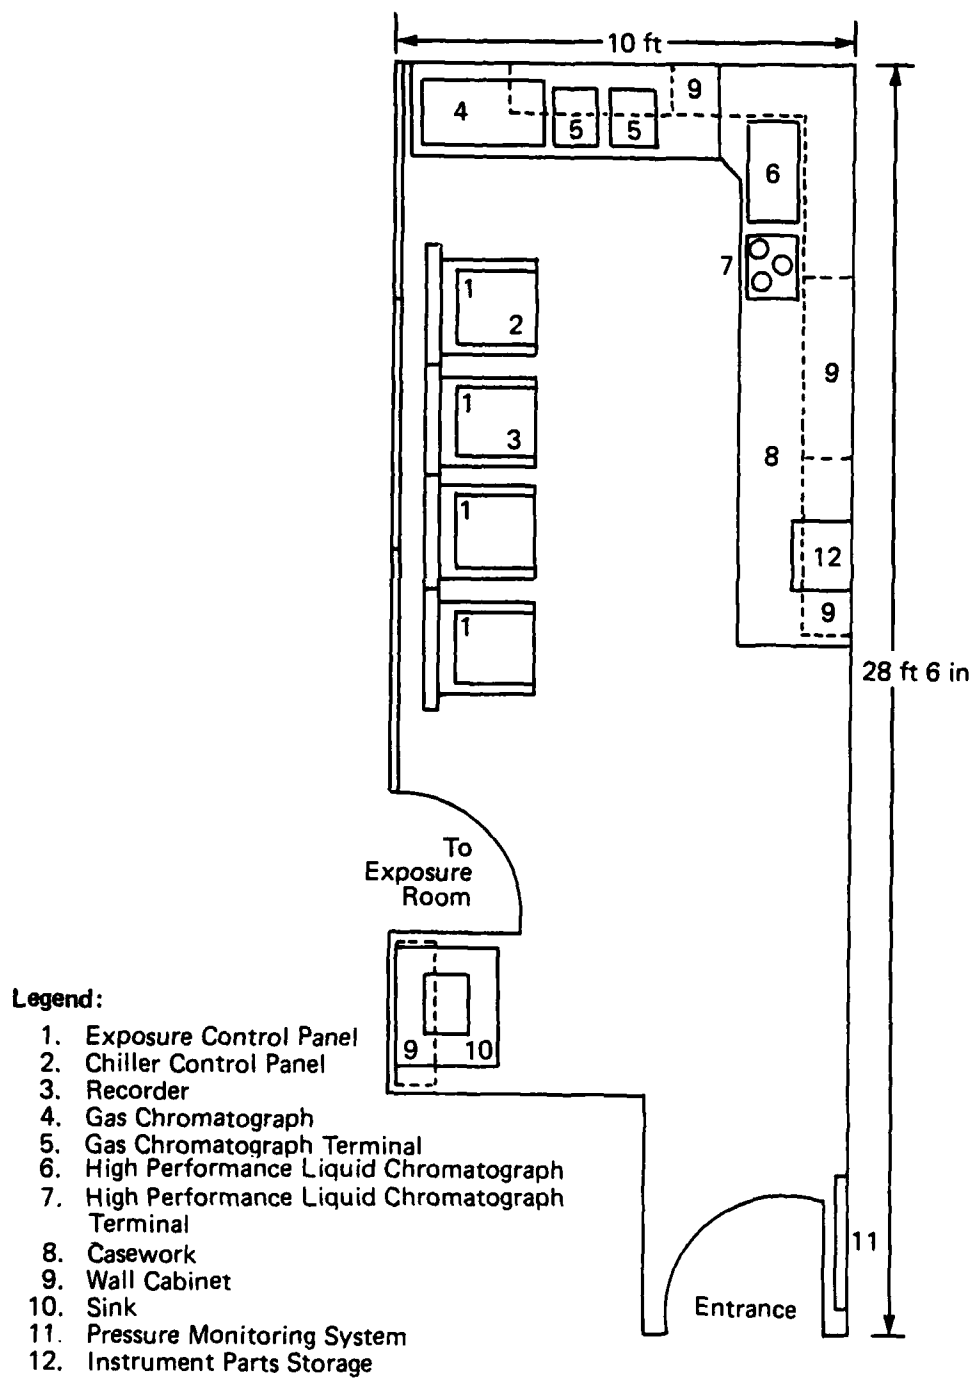 10 ft
9
4
5
5
6
7
1
2
9
1
3
8
1
12
9
1
28 ft 6 in
To
Exposure
Room
9
10
11
Entrance
Legend:
1. Exposure Control Panel
2. Chiller Control Panel
3. Recorder
4. Gas Chromatograph
5. Gas Chromatograph Terminal
6. High Performance Liquid Chromatograph
7. High Performance Liquid Chromatograph
Terminal
8. Casework
9. Wall Cabinet
10. Sink
11. Pressure Monitoring System
12. Instrument Parts Storage